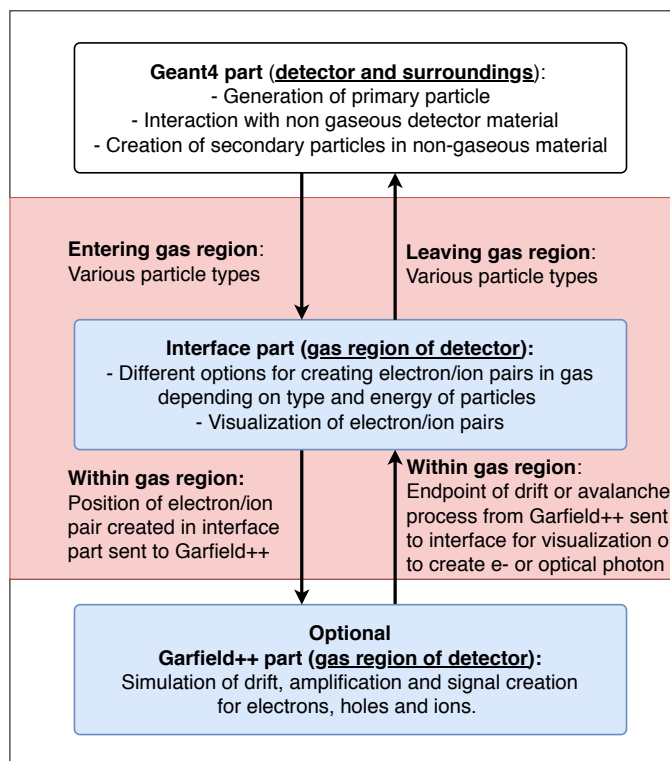 Geant4 part (detector and surroundings):
- Generation of primary particle
- Interaction with non gaseous detector material
- Creation of secondary particles in non-gaseous material
Entering gas region:
Various particle types
Leaving gas region:
Various particle types
Interface part (gas region of detector):
- Different options for creating electron/ion pairs in gas
depending on type and energy of particles
- Visualization of electron/ion pairs
Within gas region:
Position of electron/ion
pair created in interface
part sent to Garfield++
Within gas region:
Endpoint of drift or avalanche
process from Garfield++ sent
to interface for visualization o
to create e- or optical photon
Optional
Garfield++ part (gas region of detector):
Simulation of drift, amplification and signal creation
for electrons, holes and ions.